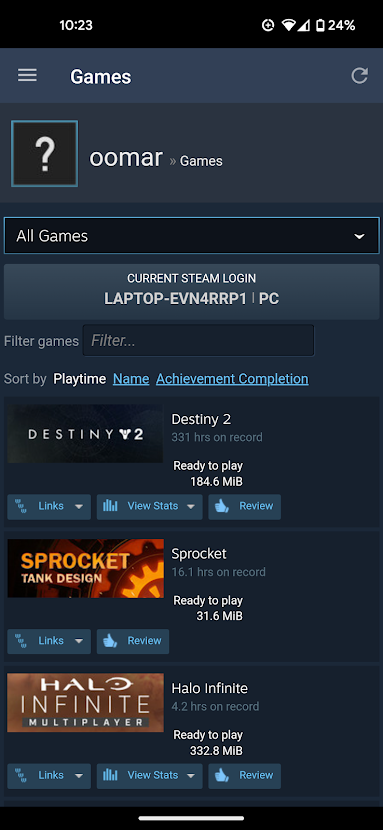 10:23
24%
Games
?
oomar » Games
All Games
CURRENT STEAM LOGIN
LAPTOP-EVN4RRP1 | PC
Filter games Filter...
Sort by Playtime Name Achievement Completion
DESTINY 2
Destiny 2
331 hrs on record
Ready to play
184.6 MiB
Links View Stats Review
SPROCKET
TANK DESIGN
Sprocket
16.1 hrs on record
Ready to play
31.6 MiB
Links Review
HALO
INFINITE
MULTIPLAYER
Halo Infinite
4.2 hrs on record
Ready to play
332.8 MiB
Links View Stats Review